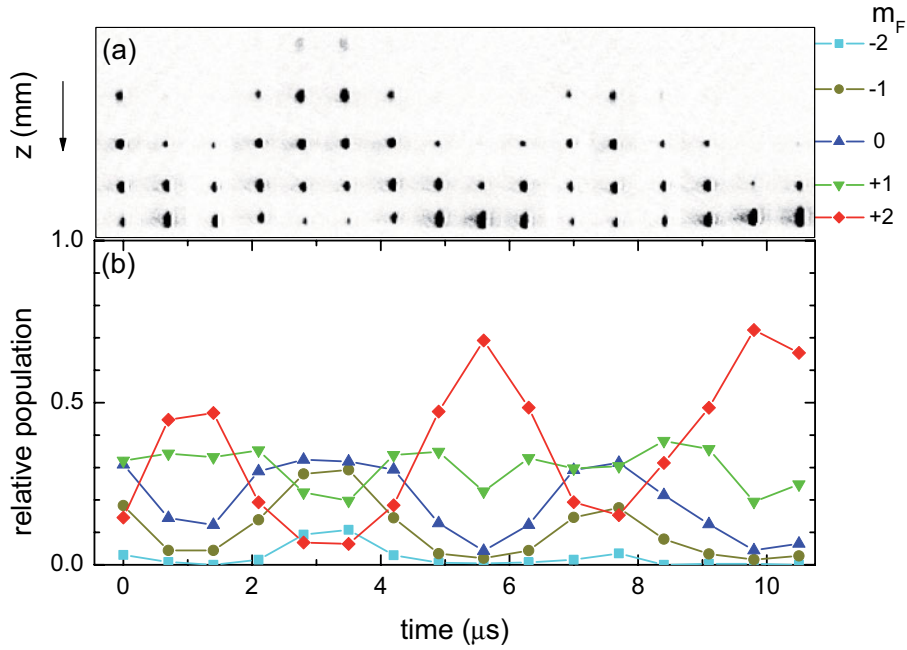 (a)
z (mm)
m_F
-2
-1
0
+1
+2
(b)
1.0
0.5
0.0
relative population
0 2 4 6 8 10
time (μs)